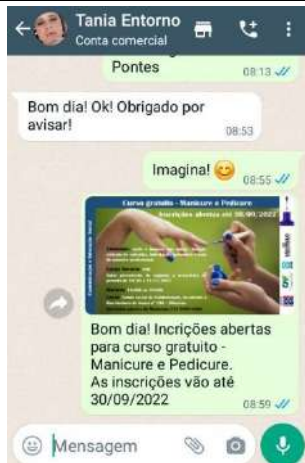 Tania Entorno
Conta comercial
Pontes
08:13
Bom dia! Ok! Obrigado por
avisar!
08:53
Imagina! 😊
08:55
Curso gratuito - Manicure e Pedicure
Inscrições abertas até 30/09/2022
Bom dia! Incrições abertas
para curso gratuito -
Manicure e Pedicure.
As inscrições vão até
30/09/2022
08:59
Mensagem